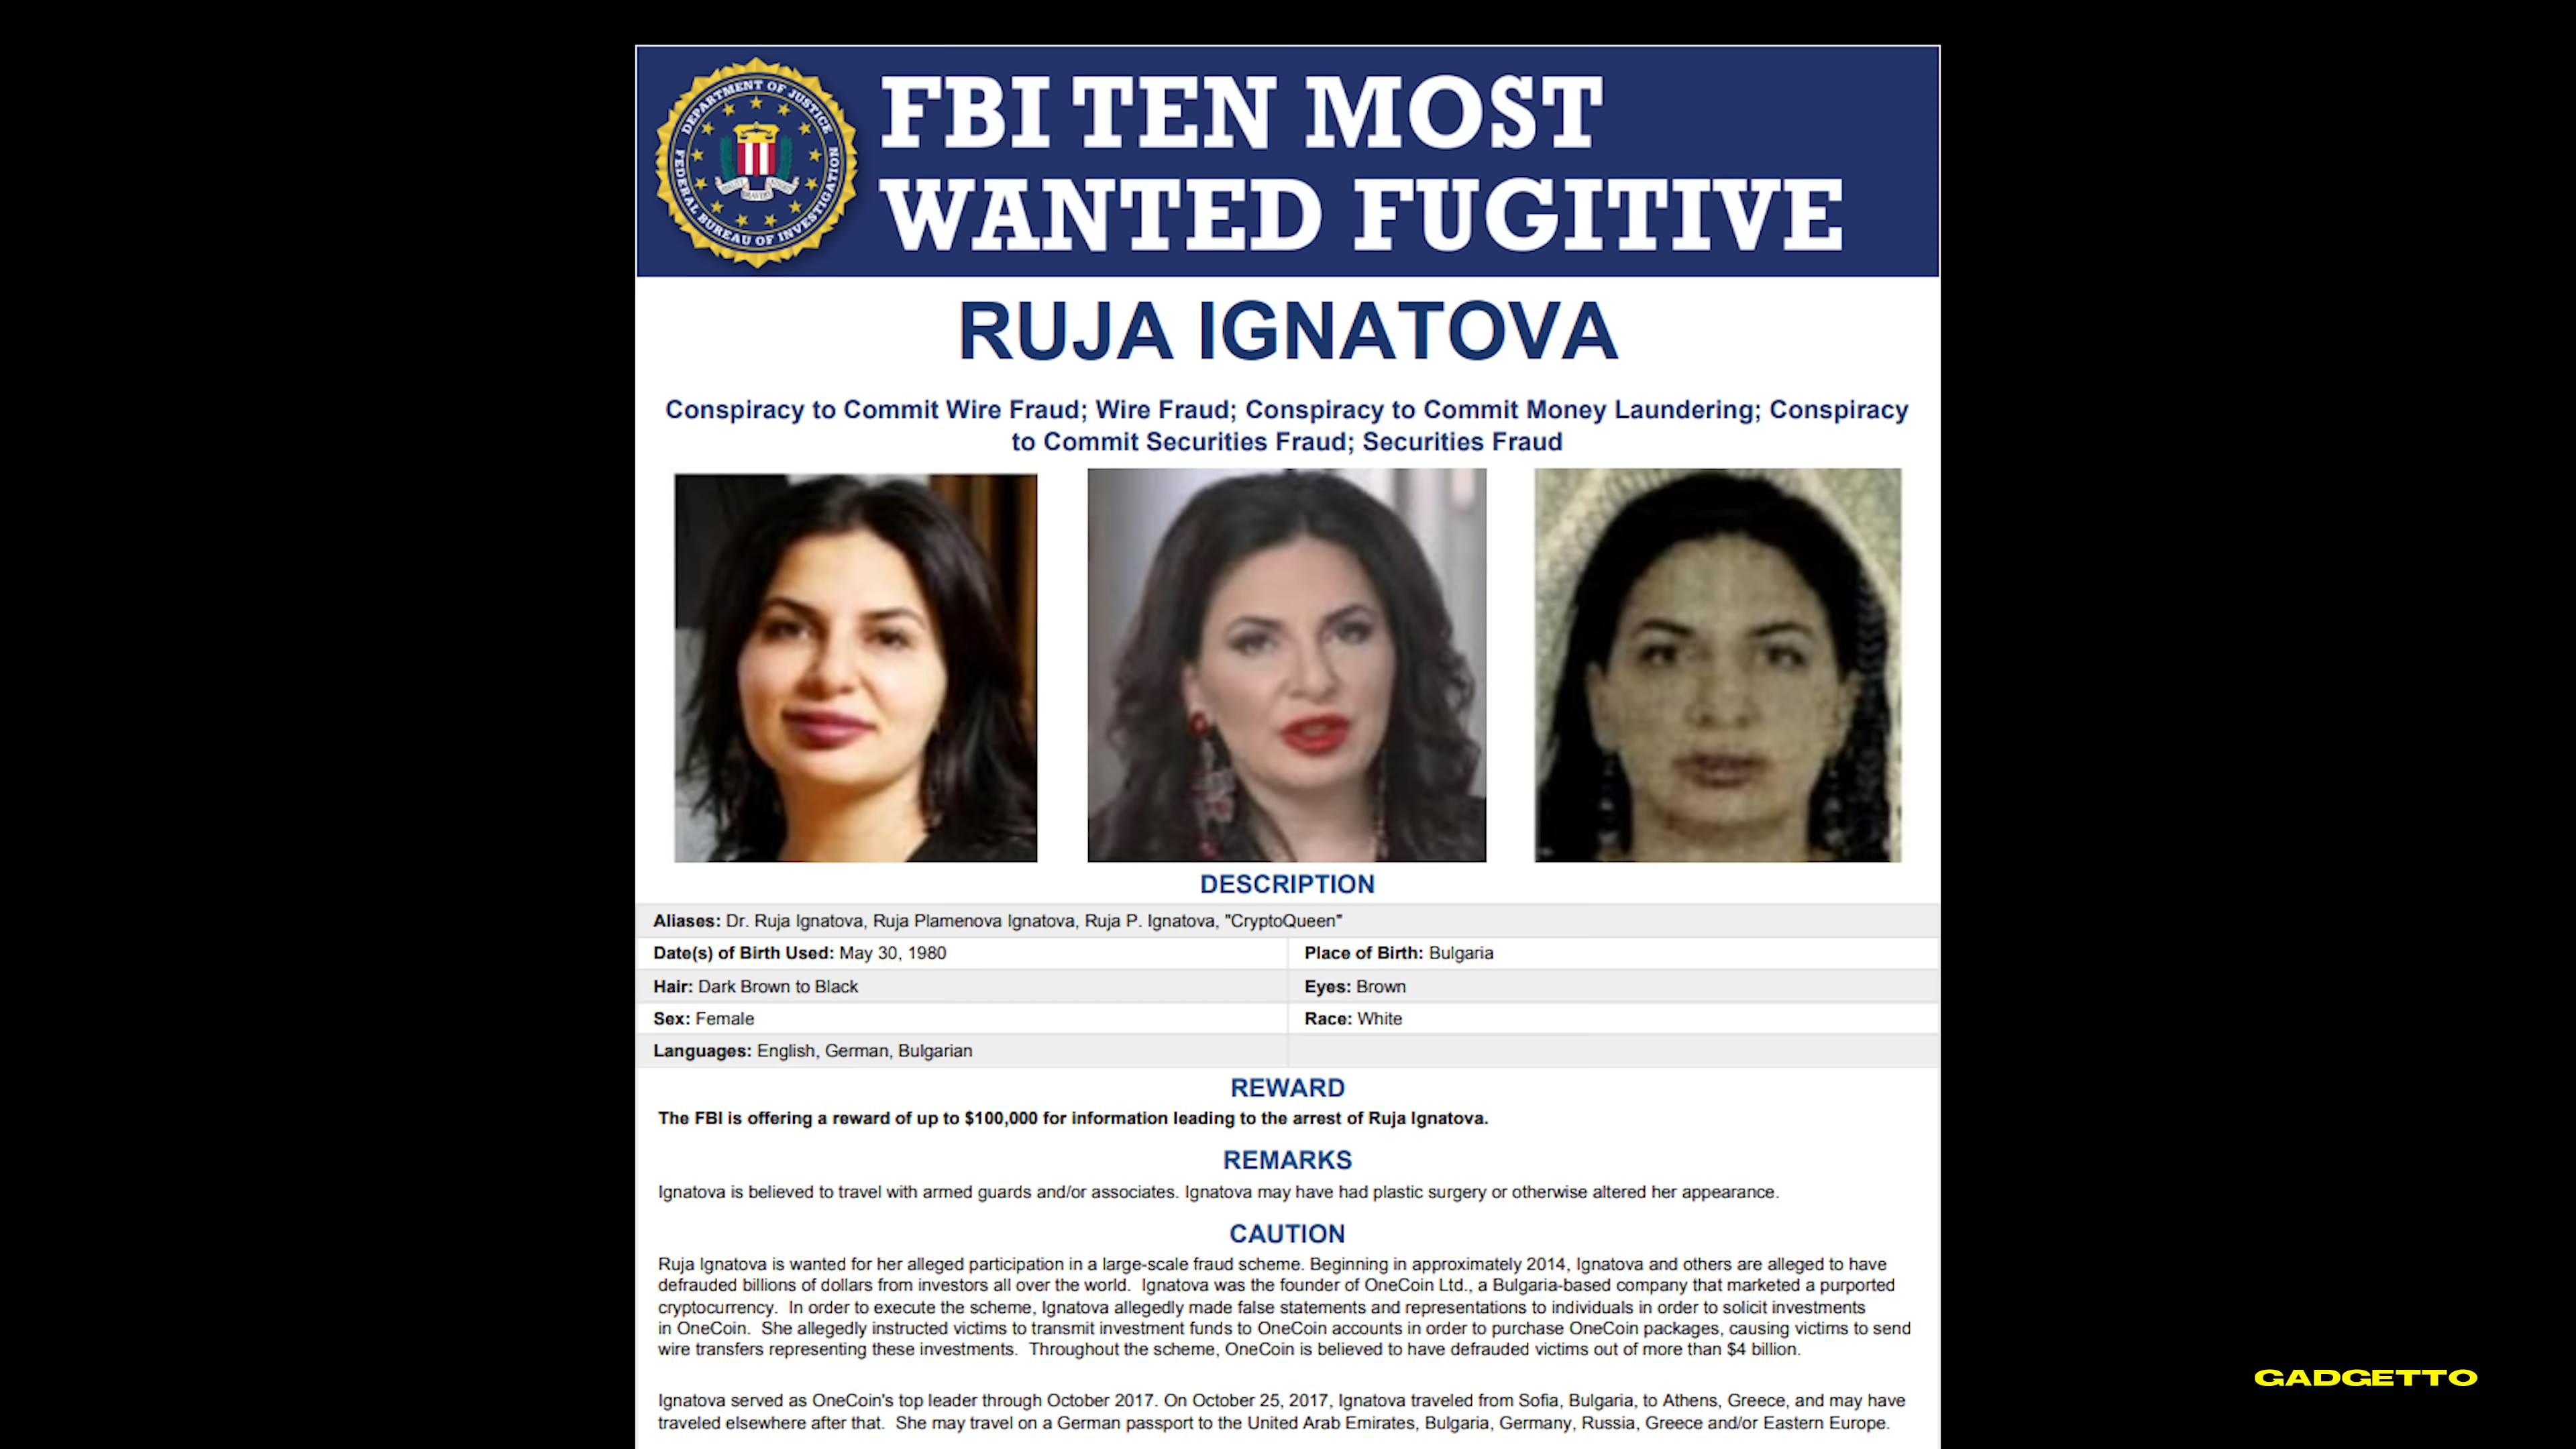 DEPARTMENT OF JUSTICE
FEDERAL BUREAU OF INVESTIGATION
FBI TEN MOST
WANTED FUGITIVE
RUJA IGNATOVA
Conspiracy to Commit Wire Fraud; Wire Fraud; Conspiracy to Commit Money Laundering; Conspiracy
to Commit Securities Fraud; Securities Fraud
DESCRIPTION
Aliases: Dr. Ruja Ignatova, Ruja Plamenova Ignatova, Ruja P. Ignatova, "CryptoQueen"
Date(s) of Birth Used: May 30, 1980 Place of Birth: Bulgaria
Hair: Dark Brown to Black Eyes: Brown
Sex: Female Race: White
Languages: English, German, Bulgarian
REWARD
The FBI is offering a reward of up to $100,000 for information leading to the arrest of Ruja Ignatova.
REMARKS
Ignatova is believed to travel with armed guards and/or associates. Ignatova may have had plastic surgery or otherwise altered her appearance.
CAUTION
Ruja Ignatova is wanted for her alleged participation in a large-scale fraud scheme. Beginning in approximately 2014, Ignatova and others are alleged to have
defrauded billions of dollars from investors all over the world. Ignatova was the founder of OneCoin Ltd., a Bulgaria-based company that marketed a purported
cryptocurrency. In order to execute the scheme, Ignatova allegedly made false statements and representations to individuals in order to solicit investments
in OneCoin. She allegedly instructed victims to transmit investment funds to OneCoin accounts in order to purchase OneCoin packages, causing victims to send
wire transfers representing these investments. Throughout the scheme, OneCoin is believed to have defrauded victims out of more than $4 billion.
Ignatova served as OneCoin's top leader through October 2017. On October 25, 2017, Ignatova traveled from Sofia, Bulgaria, to Athens, Greece, and may have
traveled elsewhere after that. She may travel on a German passport to the United Arab Emirates, Bulgaria, Germany, Russia, Greece and/or Eastern Europe.
GADGETTO